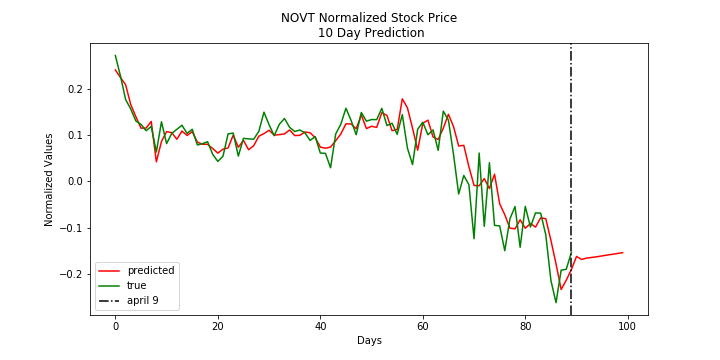 NOVT Normalized Stock Price
10 Day Prediction
Normalized Values
0.2
0.1
0.0
−0.1
−0.2
predicted
true
april 9
0 20 40 60 80 100
Days